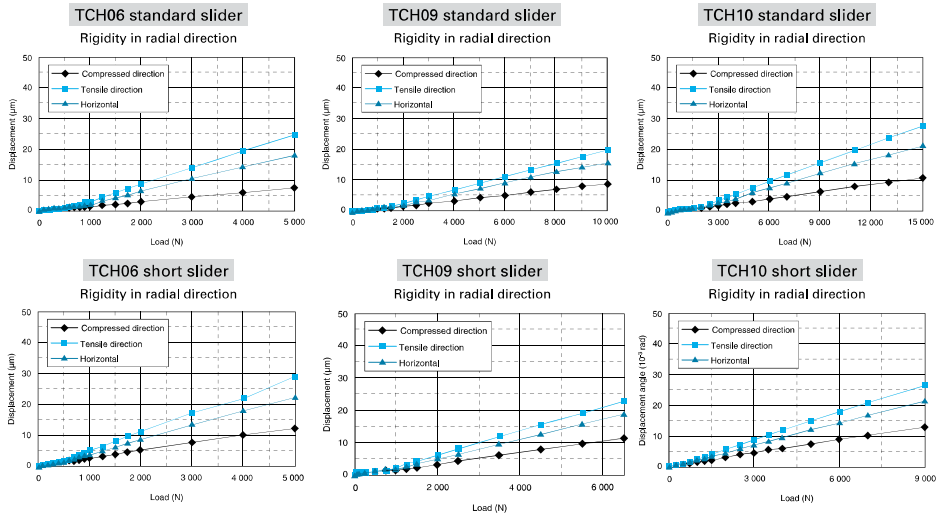 TCH06 standard slider
Rigidity in radial direction
50
40
30
20
10
0
Displacement (μm)
Compressed direction
Tensile direction
Horizontal
0
1 000
2 000
3 000
4 000
5 000
Load (N)
TCH09 standard slider
Rigidity in radial direction
50
40
30
20
10
0
Displacement (μm)
Compressed direction
Tensile direction
Horizontal
0
2 000
4 000
6 000
8 000
10 000
Load (N)
TCH10 standard slider
Rigidity in radial direction
50
40
30
20
10
0
Displacement (μm)
Compressed direction
Tensile direction
Horizontal
0
3 000
6 000
9 000
12 000
15 000
Load (N)
TCH06 short slider
Rigidity in radial direction
50
40
30
20
10
0
Displacement (μm)
Compressed direction
Tensile direction
Horizontal
0
1 000
2 000
3 000
4 000
5 000
Load (N)
TCH09 short slider
Rigidity in radial direction
50
40
30
20
10
0
Displacement (μm)
Compressed direction
Tensile direction
Horizontal
0
2 000
4 000
6 000
Load (N)
TCH10 short slider
Rigidity in radial direction
50
40
30
20
10
0
Displacement angle (10⁻³ rad)
Compressed direction
Tensile direction
Horizontal
0
3 000
6 000
9 000
Load (N)